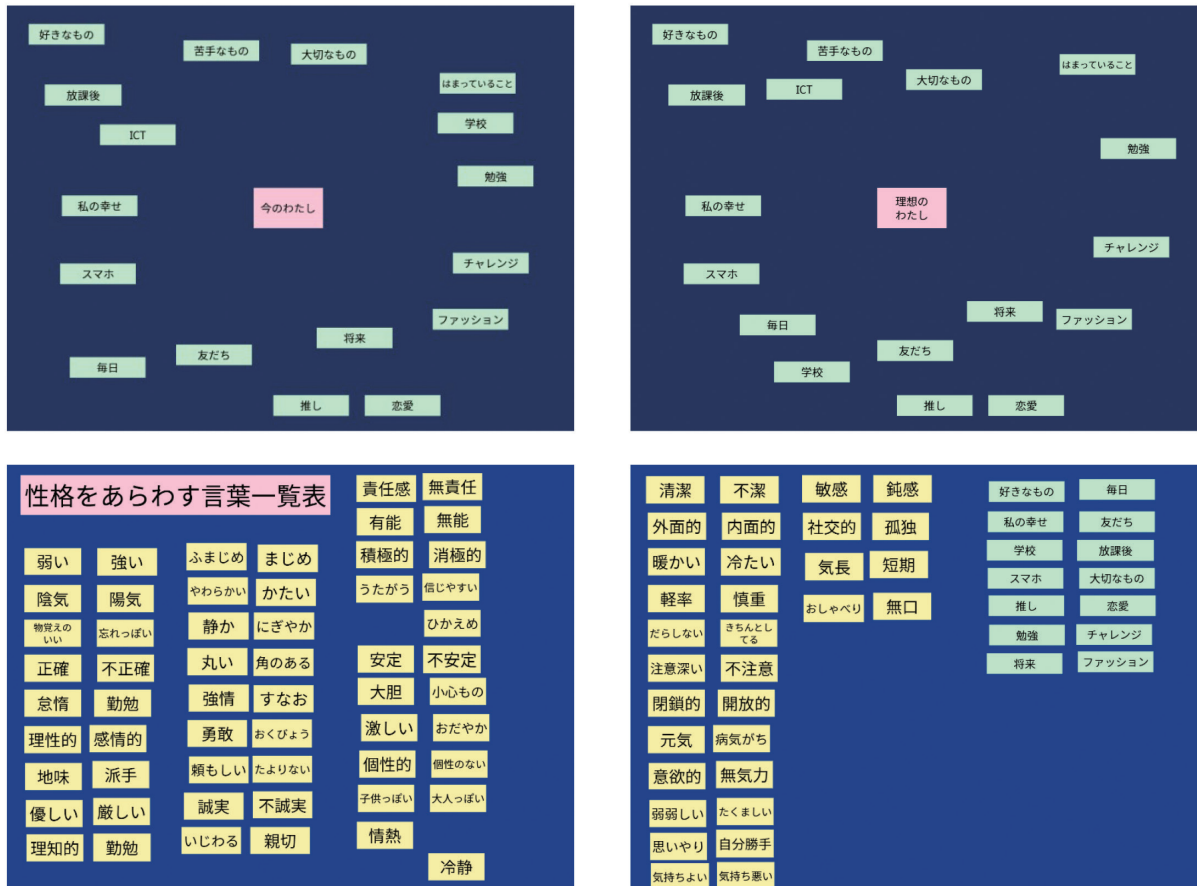 好きなもの
苦手なもの
大切なもの
はまっていること
放課後
学校
ICT
勉強
私の幸せ
今のわたし
スマホ
チャレンジ
ファッション
将来
友だち
毎日
推し
恋愛
好きなもの
苦手なもの
はまっていること
大切なもの
放課後
ICT
勉強
私の幸せ
理想の
わたし
チャレンジ
スマホ
将来
ファッション
毎日
友だち
学校
推し
恋愛
性格をあらわす言葉一覧表
弱い 強い
陰気 陽気
物覚えの
いい
忘れっぽい
正確 不正確
怠惰 勤勉
理性的 感情的
地味 派手
優しい 厳しい
理知的 勤勉
ふまじめ まじめ
やわらかい かたい
静か にぎやか
丸い 角のある
強情 すなお
勇敢 おくびょう
頼もしい たよりない
誠実 不誠実
いじわる 親切
責任感 無責任
有能 無能
積極的 消極的
うたがう 信じやすい
ひかえめ
安定 不安定
大胆 小心もの
激しい おだやか
個性的 個性のない
子供っぽい 大人っぽい
情熱
冷静
清潔 不潔
外面的 内面的
暖かい 冷たい
軽率 慎重
だらしない
きちんとし
てる
注意深い 不注意
閉鎖的 開放的
元気 病気がち
意欲的 無気力
弱弱しい たくましい
思いやり 自分勝手
気持ちよい 気持ち悪い
敏感 鈍感
社交的 孤独
気長 短期
おしゃべり 無口
好きなもの 毎日
私の幸せ 友だち
学校 放課後
スマホ 大切なもの
推し 恋愛
勉強 チャレンジ
将来 ファッション